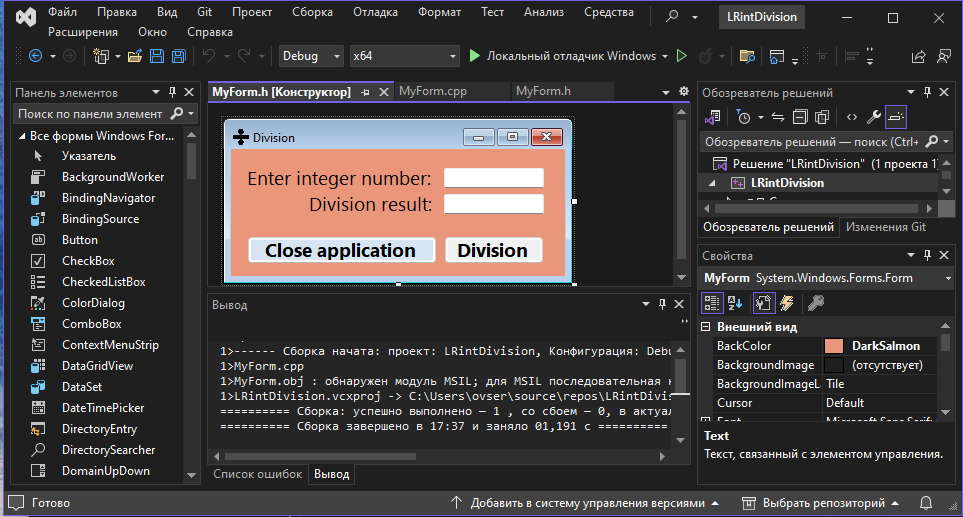 Файл Правка Вид Git Проект Сборка Отладка Формат Тест Анализ Средства
LRintDivision
Расширения Окно Справка
Debug x64 Локальный отладчик Windows
Панель элементов
Поиск по панели элементо
Все формы Windows For...
Указатель
BackgroundWorker
BindingNavigator
BindingSource
Button
CheckBox
CheckedListBox
ColorDialog
ComboBox
ContextMenuStrip
DataGridView
DataSet
DateTimePicker
DirectoryEntry
DirectorySearcher
DomainUpDown
MyForm.h [Конструктор] MyForm.cpp MyForm.h
Division
Enter integer number:
Division result:
Close application Division
Вывод
1>------ Сборка начата: проект: LRintDivision, Конфигурация: Debu
1>MyForm.cpp
1>MyForm.obj : обнаружен модуль MSIL; для MSIL последовательная к
1>LRintDivision.vcxproj -> C:\Users\ovser\source\repos\LRintDivis
========== Сборка: успешно выполнено – 1 , со сбоем – 0, в актуал
========== Сборка завершено в 17:37 и заняло 01,191 с ==========
Список ошибок Вывод
Обозреватель решений
Обозреватель решений — поиск (Ctrl+
Решение "LRintDivision" (1 проекта 1
LRintDivision
Обозреватель решений Изменения Git
Свойства
MyForm System.Windows.Forms.Form
Внешний вид
BackColor DarkSalmon
BackgroundImage (отсутствует)
BackgroundImageL Tile
Cursor Default
Font Microsoft Sans Serif
Text
Текст, связанный с элементом управления.
Готово Добавить в систему управления версиями Выбрать репозиторий